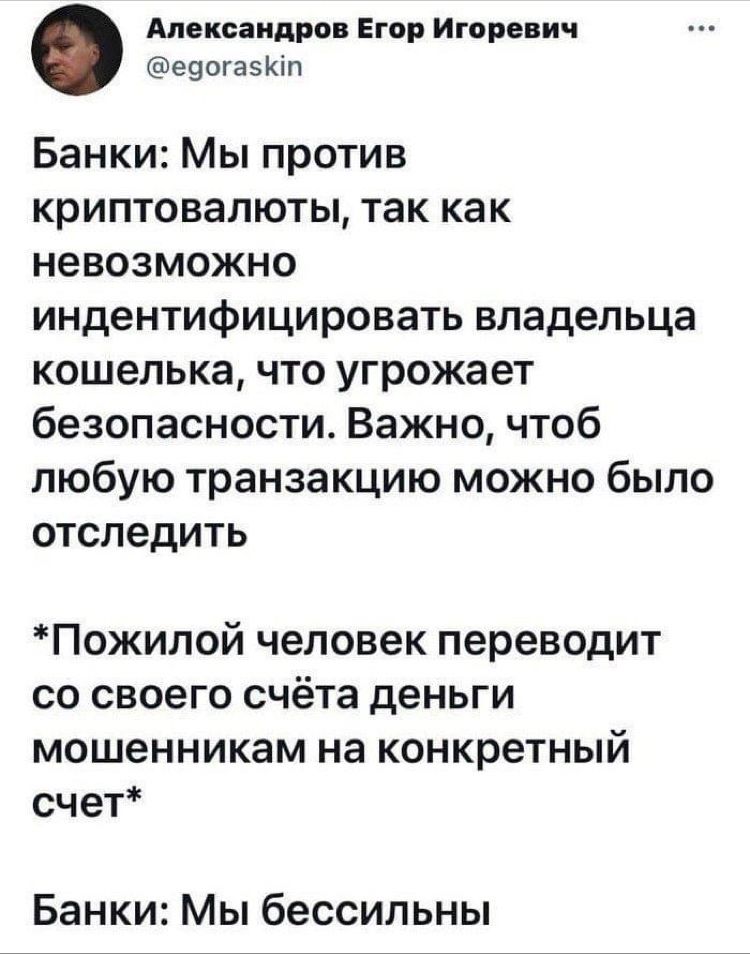 Александров Егор Игоревич
@egoraskin
Банки: Мы против
криптовалюты, так как
невозможно
индентифицировать владельца
кошелька, что угрожает
безопасности. Важно, чтоб
любую транзакцию можно было
отследить
*Пожилой человек переводит
со своего счёта деньги
мошенникам на конкретный
счет*
Банки: Мы бессильны